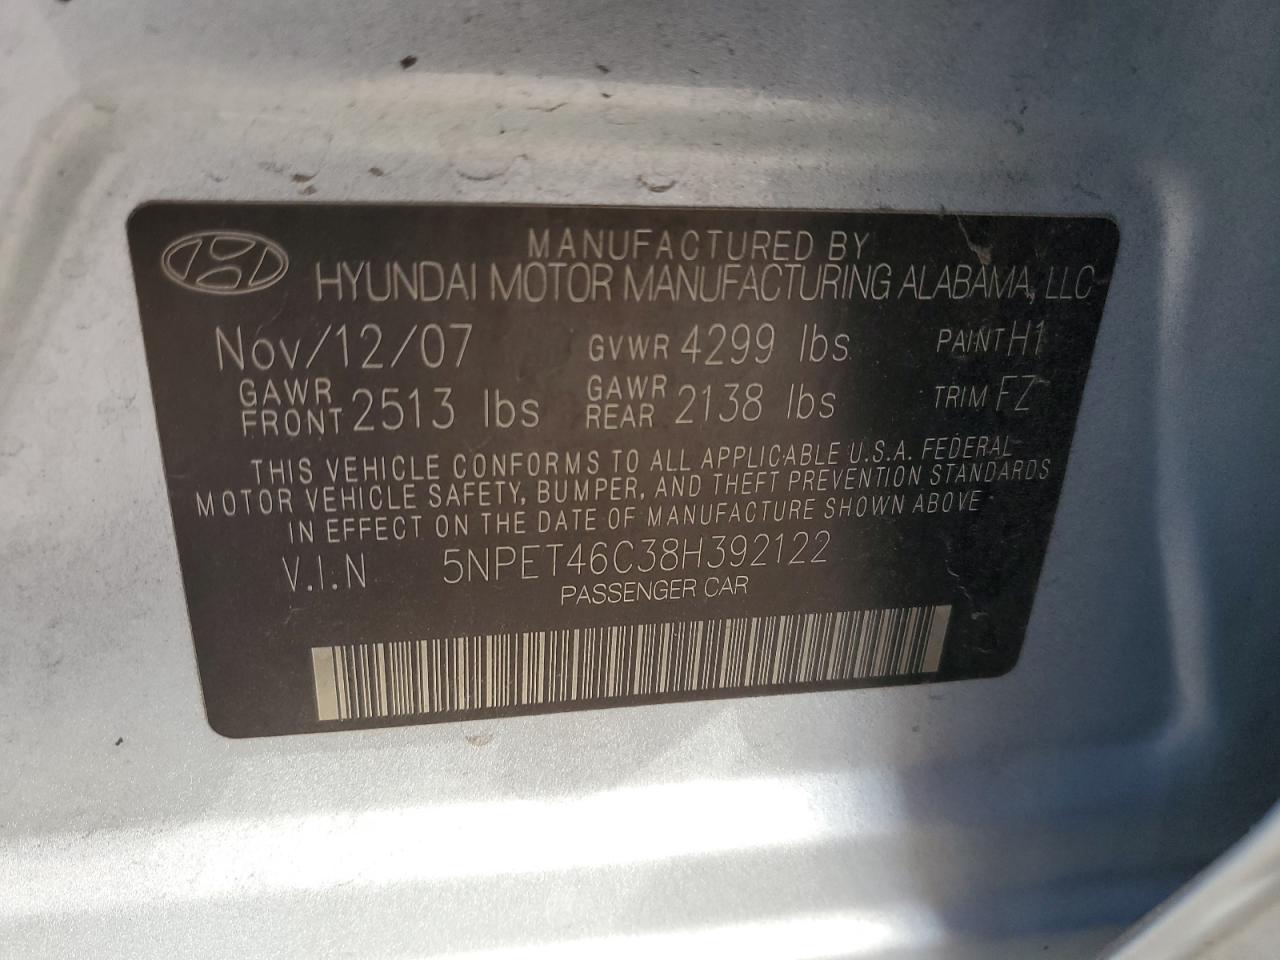 MANUFACTURED BY
HYUNDAI MOTOR MANUFACTURING ALABAMA, LLC
Nov/12/07 GVWR 4299 lbs PAINT H1
GAWR FRONT 2513 lbs GAWR REAR 2138 lbs TRIM FZ
THIS VEHICLE CONFORMS TO ALL APPLICABLE U.S.A. FEDERAL
MOTOR VEHICLE SAFETY, BUMPER, AND THEFT PREVENTION STANDARDS
IN EFFECT ON THE DATE OF MANUFACTURE SHOWN ABOVE
V.I.N 5NPET46C38H392122
PASSENGER CAR